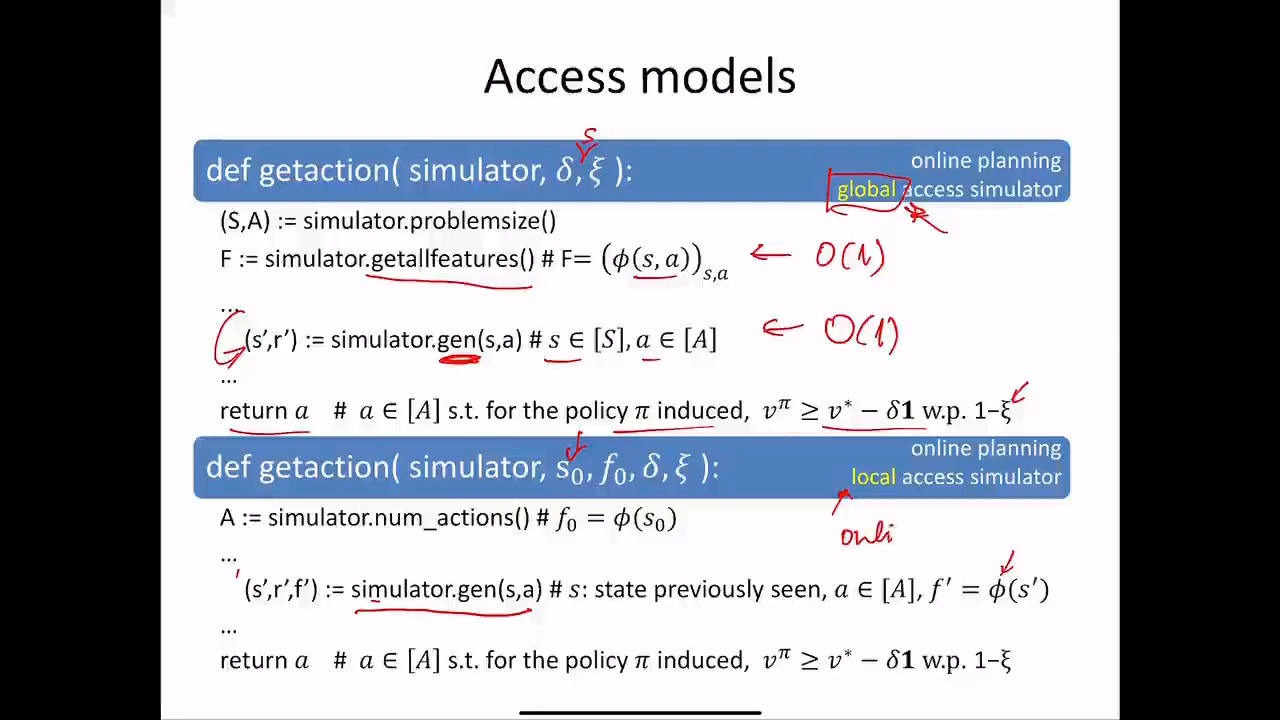 Access models
s
def getaction( simulator, δ, ξ ):
online planning
global access simulator
(S,A) := simulator.problemsize()
F := simulator.getallfeatures() # F= (ϕ(s, a))s,a ← O(1)
...
(s’,r’) := simulator.gen(s,a) # s ∈ [S], a ∈ [A] ← O(1)
...
return a # a ∈ [A] s.t. for the policy π induced, vπ ≥ v* − δ1 w.p. 1−ξ
def getaction( simulator, s0, f0, δ, ξ ):
online planning
local access simulator
A := simulator.num_actions() # f0 = ϕ(s0)
onli
...
(s’,r’,f’) := simulator.gen(s,a) # s: state previously seen, a ∈ [A], f′ = ϕ(s′)
...
return a # a ∈ [A] s.t. for the policy π induced, vπ ≥ v* − δ1 w.p. 1−ξ